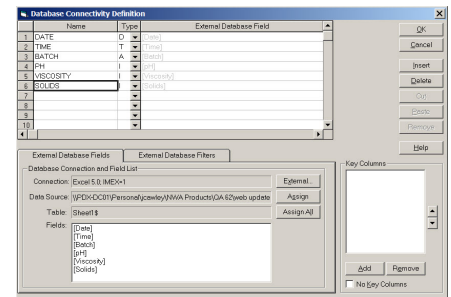 Database Connectivity Definition
Name Type External Database Field
1 DATE D [Date]
2 TIME T [Time]
3 BATCH A [Batch]
4 PH I [pH]
5 VISCOSITY I [Viscosity]
6 SOLIDS I [Solids]
7
8
9
10
OK
Cancel
Insert
Delete
Cut
Paste
Remove
Help
External Database Fields External Database Filters
Database Connection and Field List
Connection: Excel 5.0; IMEX=1 External...
Data Source: \\PDX-DC01\Personal\jcawley\NWA Products\QA 62\web update Assign
Table: Sheet1$ Assign All
Fields: [Date]
[Time]
[Batch]
[pH]
[Viscosity]
[Solids]
Key Columns
Add Remove
No Key Columns